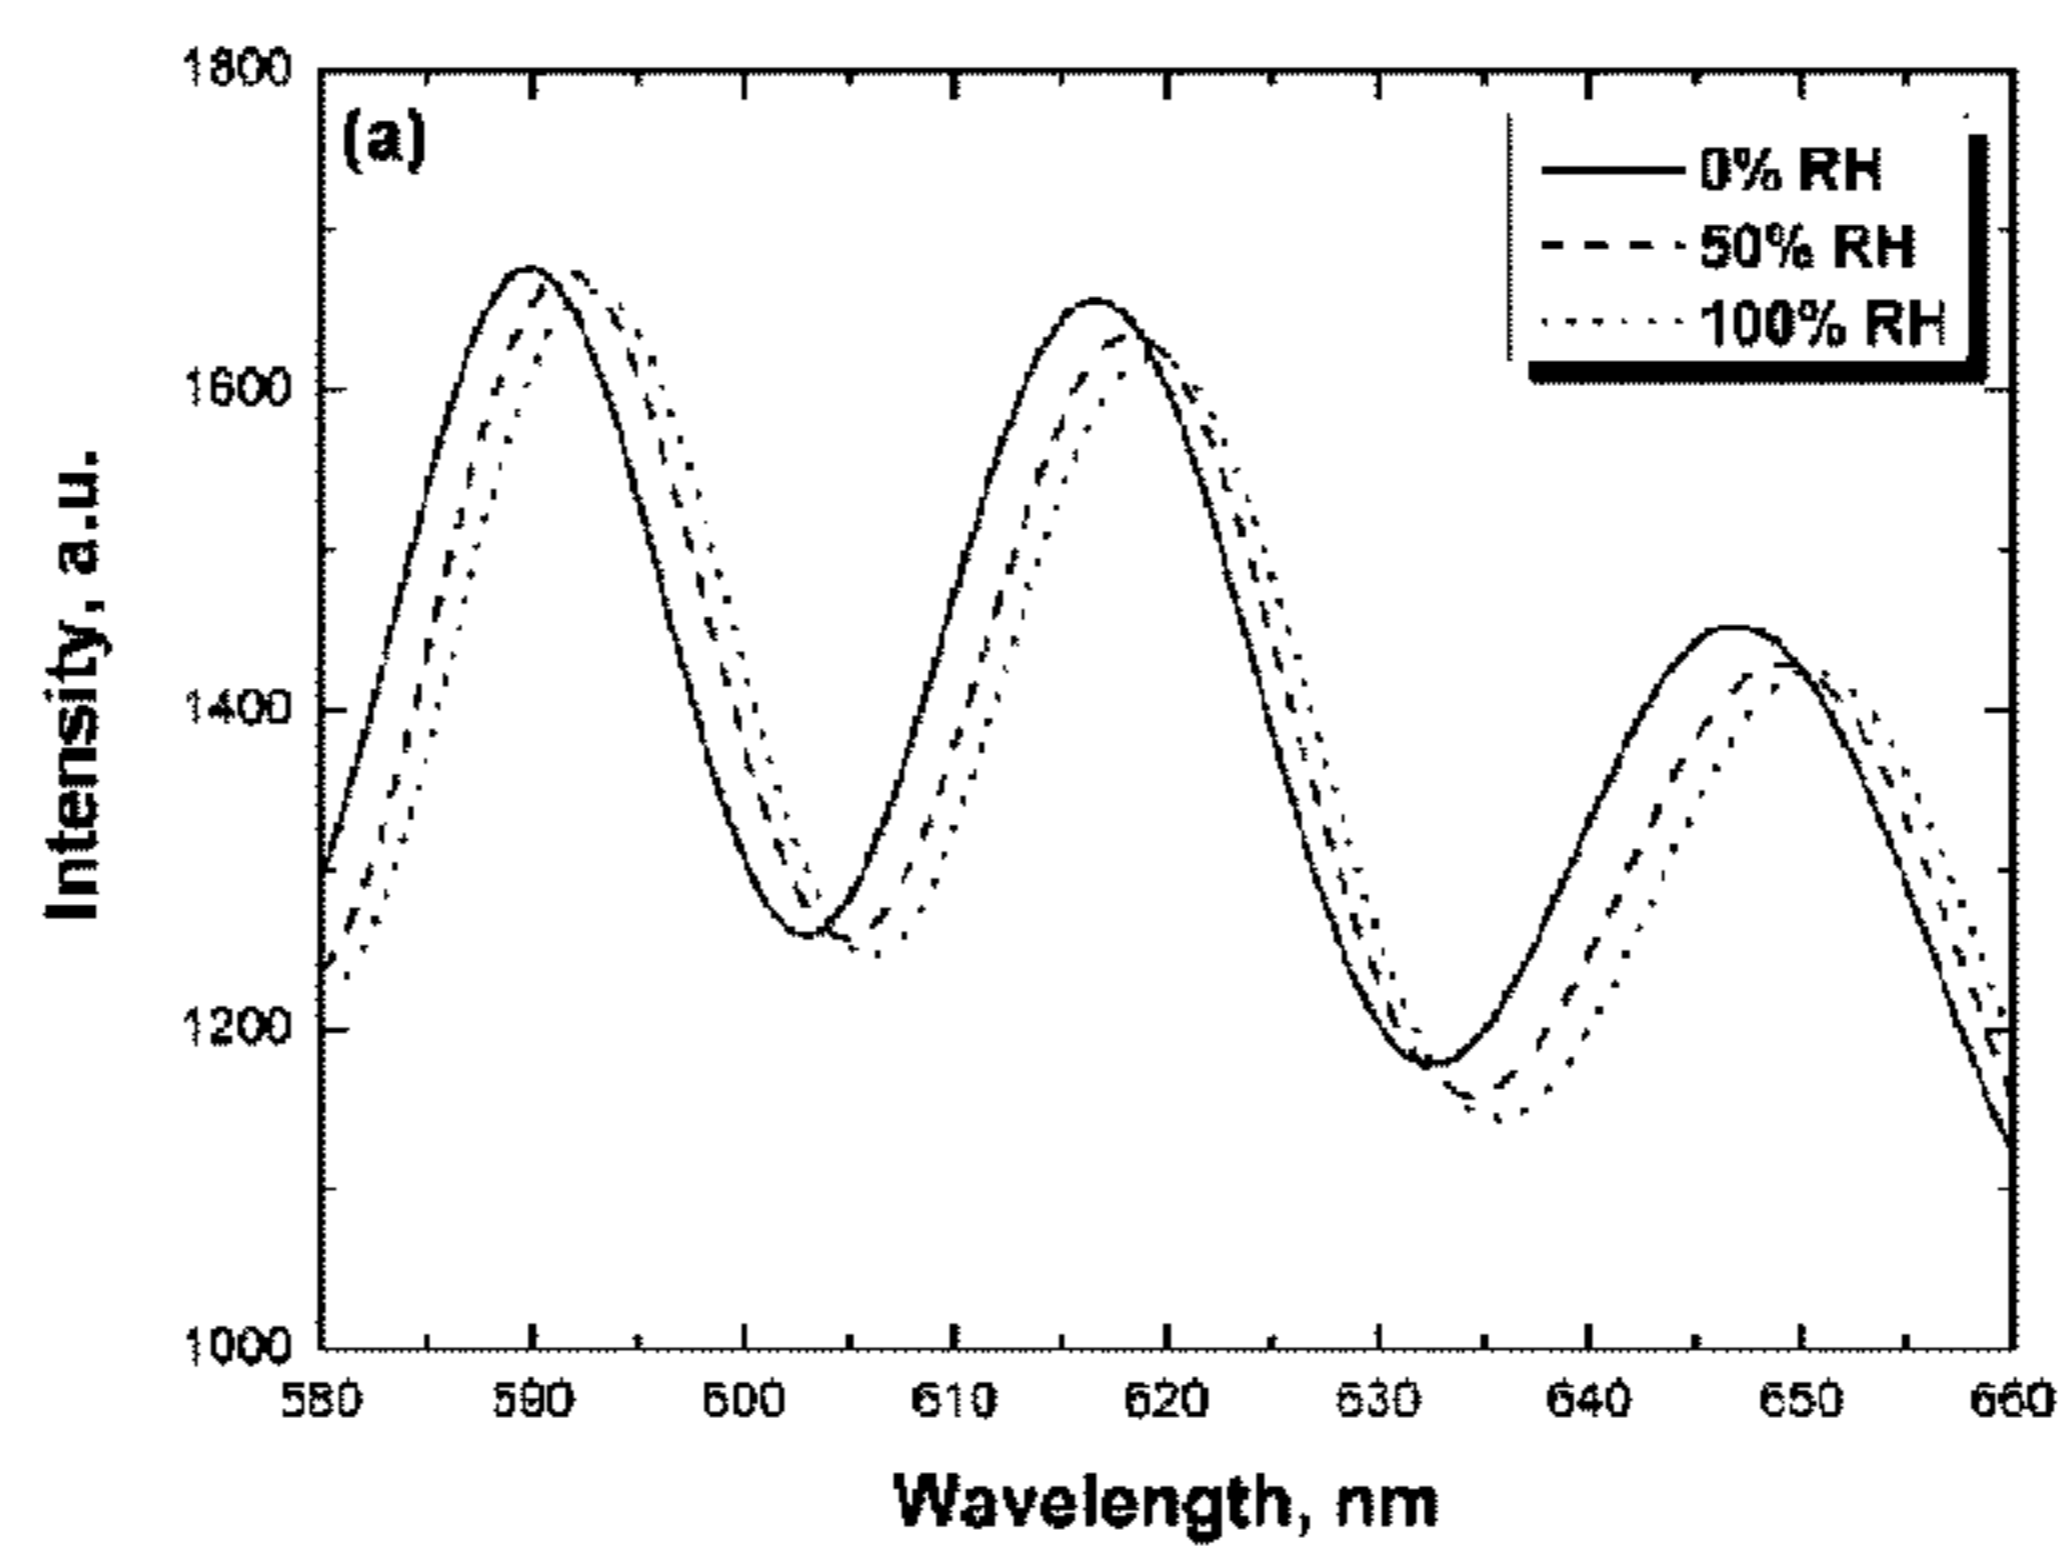 1800
(a)
0% RH
50% RH
100% RH
1600
1400
1200
1000
Intensity, a.u.
580 590 600 610 620 630 640 650 660
Wavelength, nm